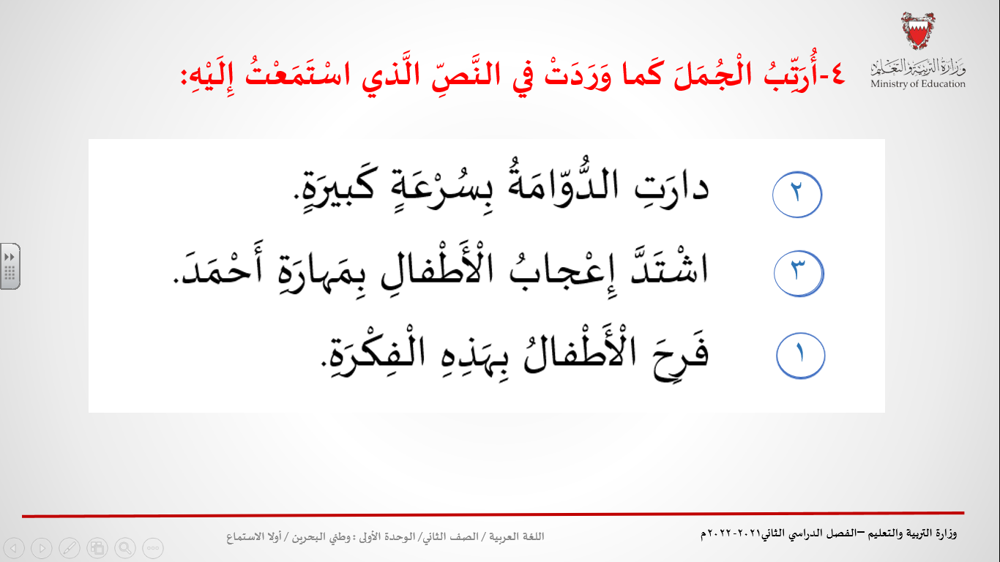 وزارة التربية والتعليم
Ministry of Education
٤-أُرَتِّبُ الْجُمَلَ كَما وَرَدَتْ في النَّصِّ الَّذي اسْتَمَعْتُ إِلَيْهِ:
٢ دارَتِ الدُّوّامَةُ بِسُرْعَةٍ كَبيرَةٍ.
٣ اشْتَدَّ إِعْجابُ الْأَطْفالِ بِمَهارَةِ أَحْمَدَ.
١ فَرِحَ الْأَطْفالُ بِهَذِهِ الْفِكْرَةِ.
وزارة التربية والتعليم –الفصل الدراسي الثاني٢٠٢١-٢٠٢٢م
اللغة العربية / الصف الثاني/ الوحدة الأولى : وطني البحرين / أولا الاستماع